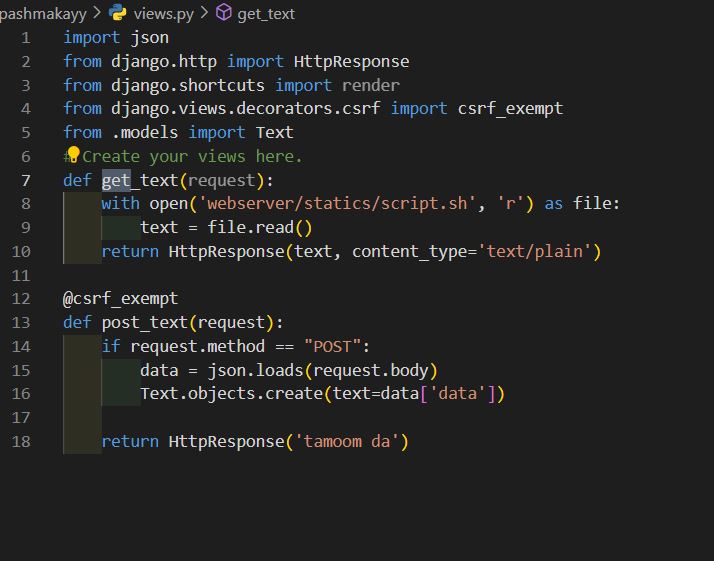 pashmakayy > views.py > get_text
1 import json
2 from django.http import HttpResponse
3 from django.shortcuts import render
4 from django.views.decorators.csrf import csrf_exempt
5 from .models import Text
6 # Create your views here.
7 def get_text(request):
8     with open('webserver/statics/script.sh', 'r') as file:
9         text = file.read()
10     return HttpResponse(text, content_type='text/plain')
11
12 @csrf_exempt
13 def post_text(request):
14     if request.method == "POST":
15         data = json.loads(request.body)
16         Text.objects.create(text=data['data'])
17
18     return HttpResponse('tamoom da')